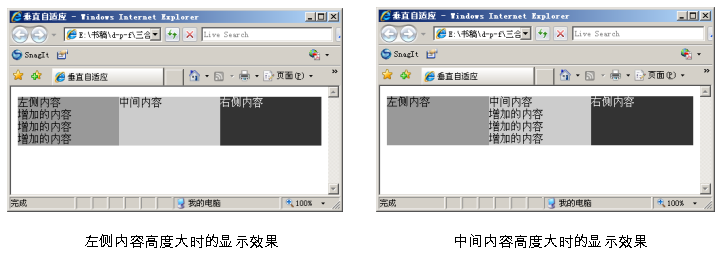 垂直自适应 - Windows Internet Explorer
E:\书稿\d-p-f\三合
Live Search
SnagIt
垂直自适应
页面(P)
左侧内容
增加的内容
增加的内容
增加的内容
中间内容
右侧内容
完成
我的电脑
100%
左侧内容高度大时的显示效果
垂直自适应 - Windows Internet Explorer
E:\书稿\d-p-f\三合
Live Search
SnagIt
垂直自适应
页面(P)
左侧内容
中间内容
增加的内容
增加的内容
增加的内容
右侧内容
完成
我的电脑
100%
中间内容高度大时的显示效果